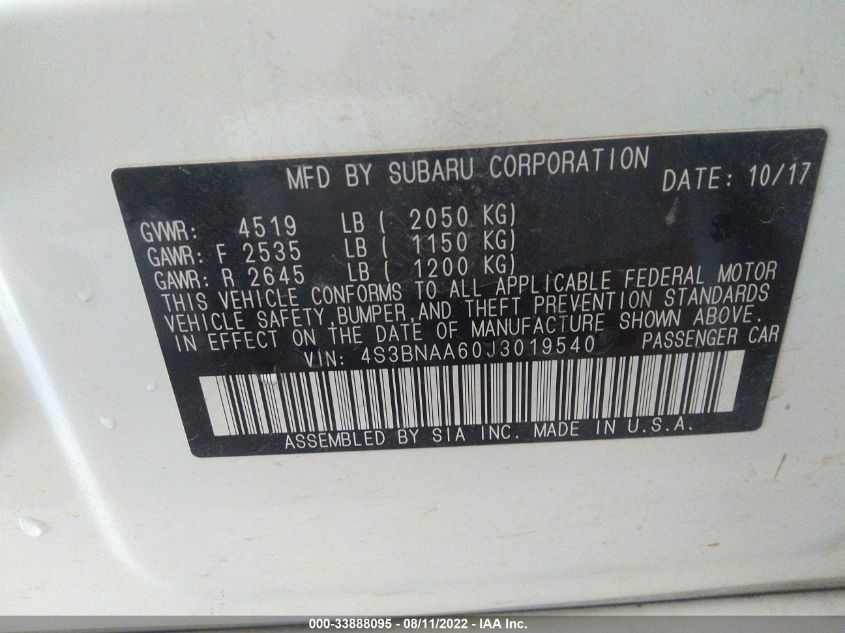 MFD BY SUBARU CORPORATION DATE: 10/17
GVWR: 4519 LB ( 2050 KG)
GAWR: F 2535 LB ( 1150 KG)
GAWR: R 2645 LB ( 1200 KG)
THIS VEHICLE CONFORMS TO ALL APPLICABLE FEDERAL MOTOR
VEHICLE SAFETY,BUMPER,AND THEFT PREVENTION STANDARDS
IN EFFECT ON THE DATE OF MANUFACTURE SHOWN ABOVE.
VIN: 4S3BNAA60J3019540 PASSENGER CAR
ASSEMBLED BY SIA INC. MADE IN U.S.A.
000-33888095 - 08/11/2022 - IAA Inc.